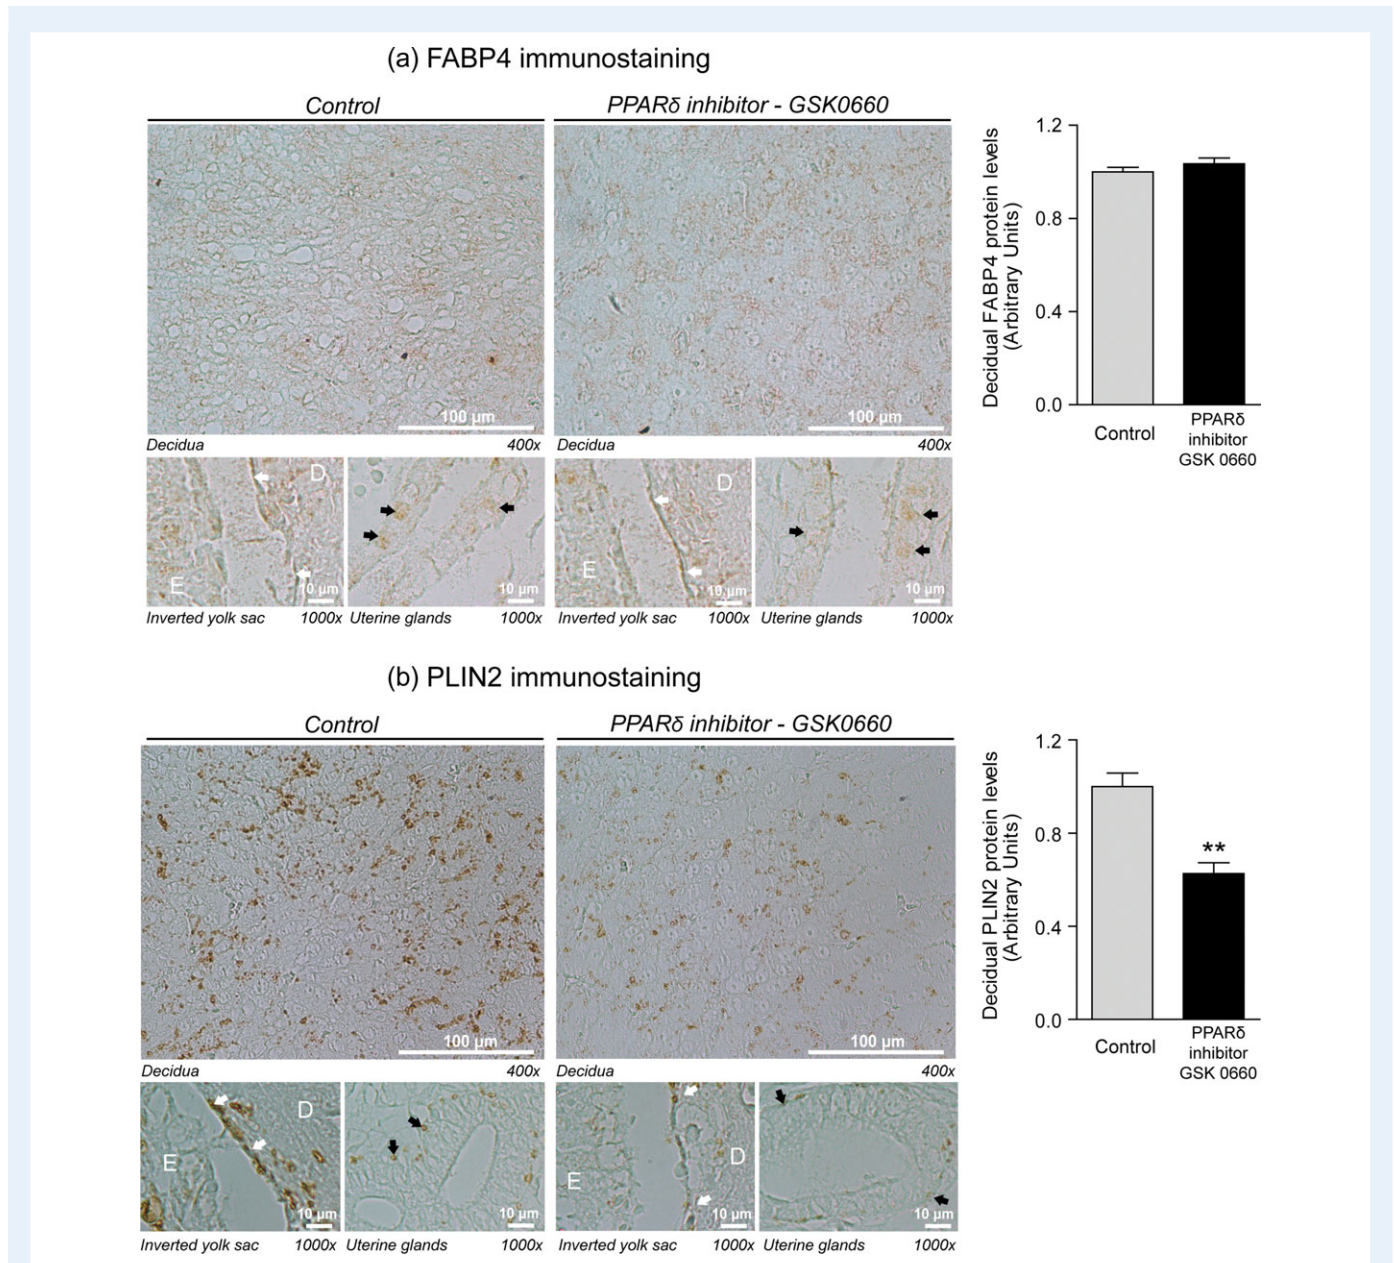 (a) FABP4 immunostaining
Control
PPARδ inhibitor - GSK0660
100 µm
100 µm
Decidua 400x
Decidua 400x
D
E
10 µm
10 µm
D
E
10 µm
10 µm
Inverted yolk sac 1000x
Uterine glands 1000x
Inverted yolk sac 1000x
Uterine glands 1000x
Decidual FABP4 protein levels
(Arbitrary Units)
1.2
0.8
0.4
0.0
Control
PPARδ
inhibitor
GSK 0660
(b) PLIN2 immunostaining
Control
PPARδ inhibitor - GSK0660
100 µm
100 µm
Decidua 400x
Decidua 400x
D
E
10 µm
10 µm
D
E
10 µm
10 µm
Inverted yolk sac 1000x
Uterine glands 1000x
Inverted yolk sac 1000x
Uterine glands 1000x
Decidual PLIN2 protein levels
(Arbitrary Units)
1.2
0.8
0.4
0.0
**
Control
PPARδ
inhibitor
GSK 0660